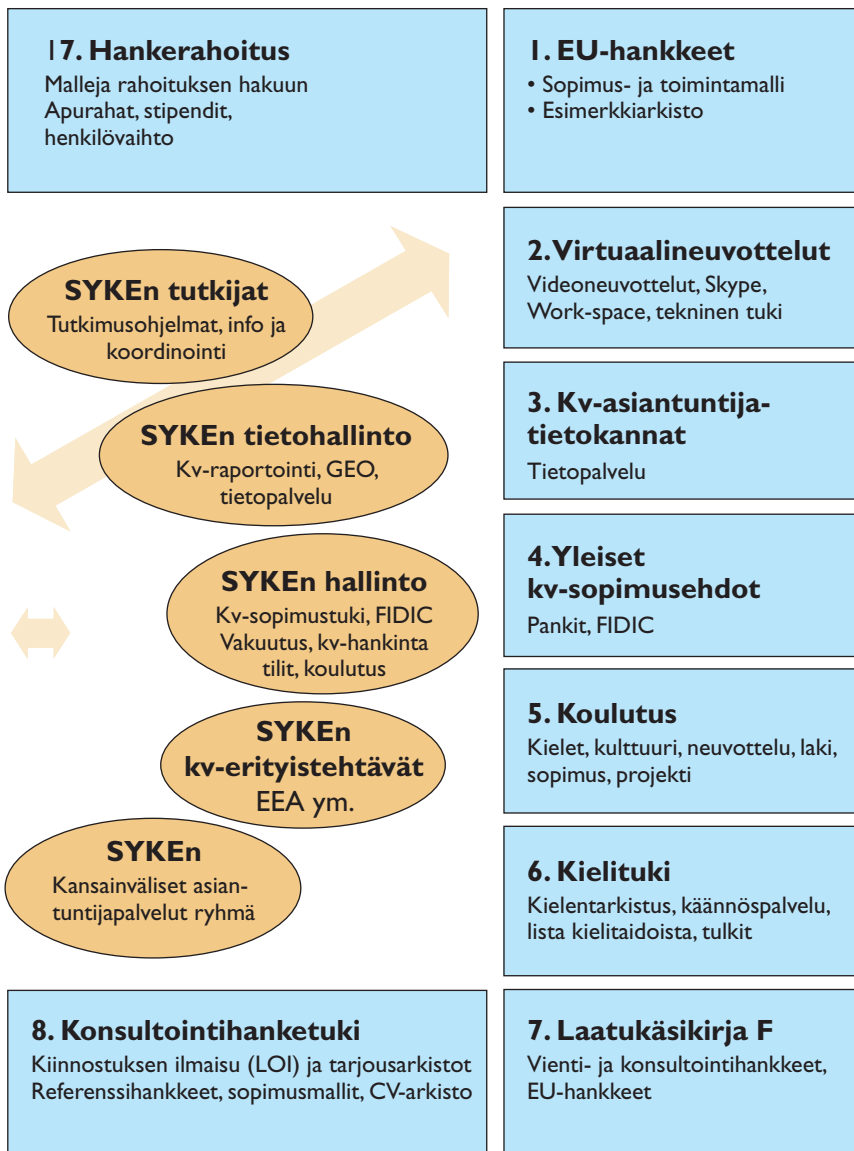 17. Hankerahoitus
Malleja rahoituksen hakuun
Apurahat, stipendit,
henkilövaihto
1. EU-hankkeet
• Sopimus- ja toimintamalli
• Esimerkkiarkisto
2. Virtuaalineuvottelut
Videoneuvottelut, Skype,
Work-space, tekninen tuki
SYKEn tutkijat
Tutkimusohjelmat, info ja
koordinointi
3. Kv-asiantuntija-
tietokannat
Tietopalvelu
SYKEn tietohallinto
Kv-raportointi, GEO,
tietopalvelu
4. Yleiset
kv-sopimusehdot
Pankit, FIDIC
SYKEn hallinto
Kv-sopimustuki, FIDIC
Vakuutus, kv-hankinta
tilit, koulutus
5. Koulutus
Kielet, kulttuuri, neuvottelu, laki,
sopimus, projekti
SYKEn
kv-erityistehtävät
EEA ym.
SYKEn
Kansainväliset asian-
tuntijapalvelut ryhmä
6. Kielituki
Kielentarkistus, käännöspalvelu,
lista kielitaidoista, tulkit
8. Konsultointihanketuki
Kiinnostuksen ilmaisu (LOI) ja tarjousarkistot
Referenssihankkeet, sopimusmallit, CV-arkisto
7. Laatukäsikirja F
Vienti- ja konsultointihankkeet,
EU-hankkeet